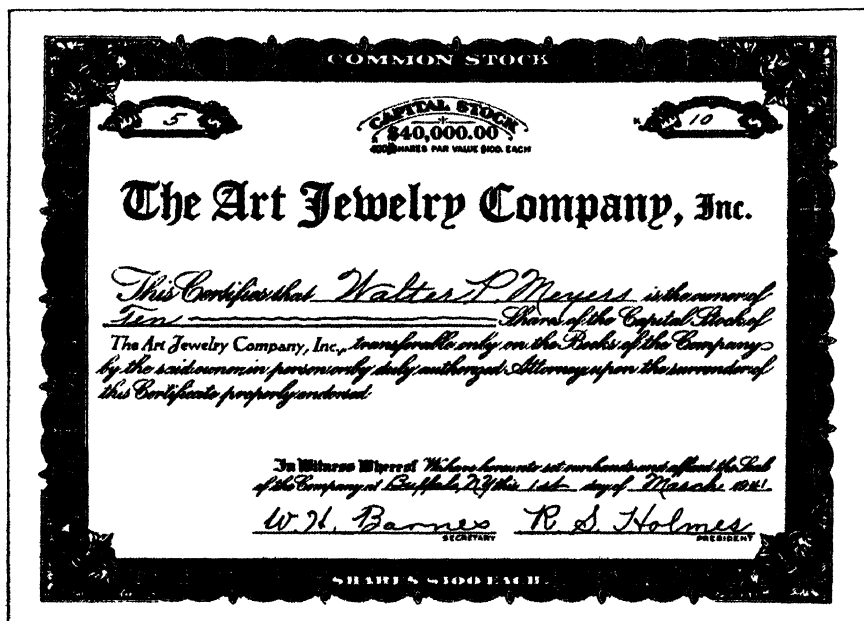 COMMON STOCK
5
CAPITAL STOCK
$40,000.00
400 SHARES PAR VALUE $100. EACH
10
The Art Jewelry Company, Inc.
This Certifies that Walter P. Meyers is the owner of
Ten Shares of the Capital Stock of
The Art Jewelry Company, Inc., transferable only on the Books of the Company
by the said owner in person or by duly authorized Attorney upon the surrender of
this Certificate properly endorsed
In Witness Whereof We have hereunto set our hands and affixed the Seal
of the Company at Buffalo, N.Y. this 1st day of March 1941
W. H. Barnes R. S. Holmes
SECRETARY PRESIDENT
SHARES $100 EACH